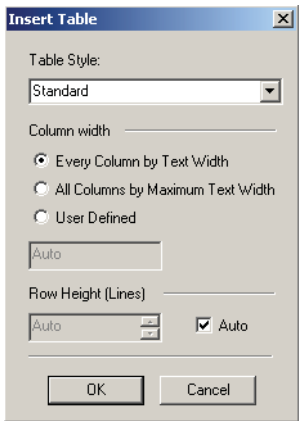 Insert Table
Table Style:
Standard
Column width
Every Column by Text Width
All Columns by Maximum Text Width
User Defined
Auto
Row Height (Lines)
Auto
Auto
OK
Cancel